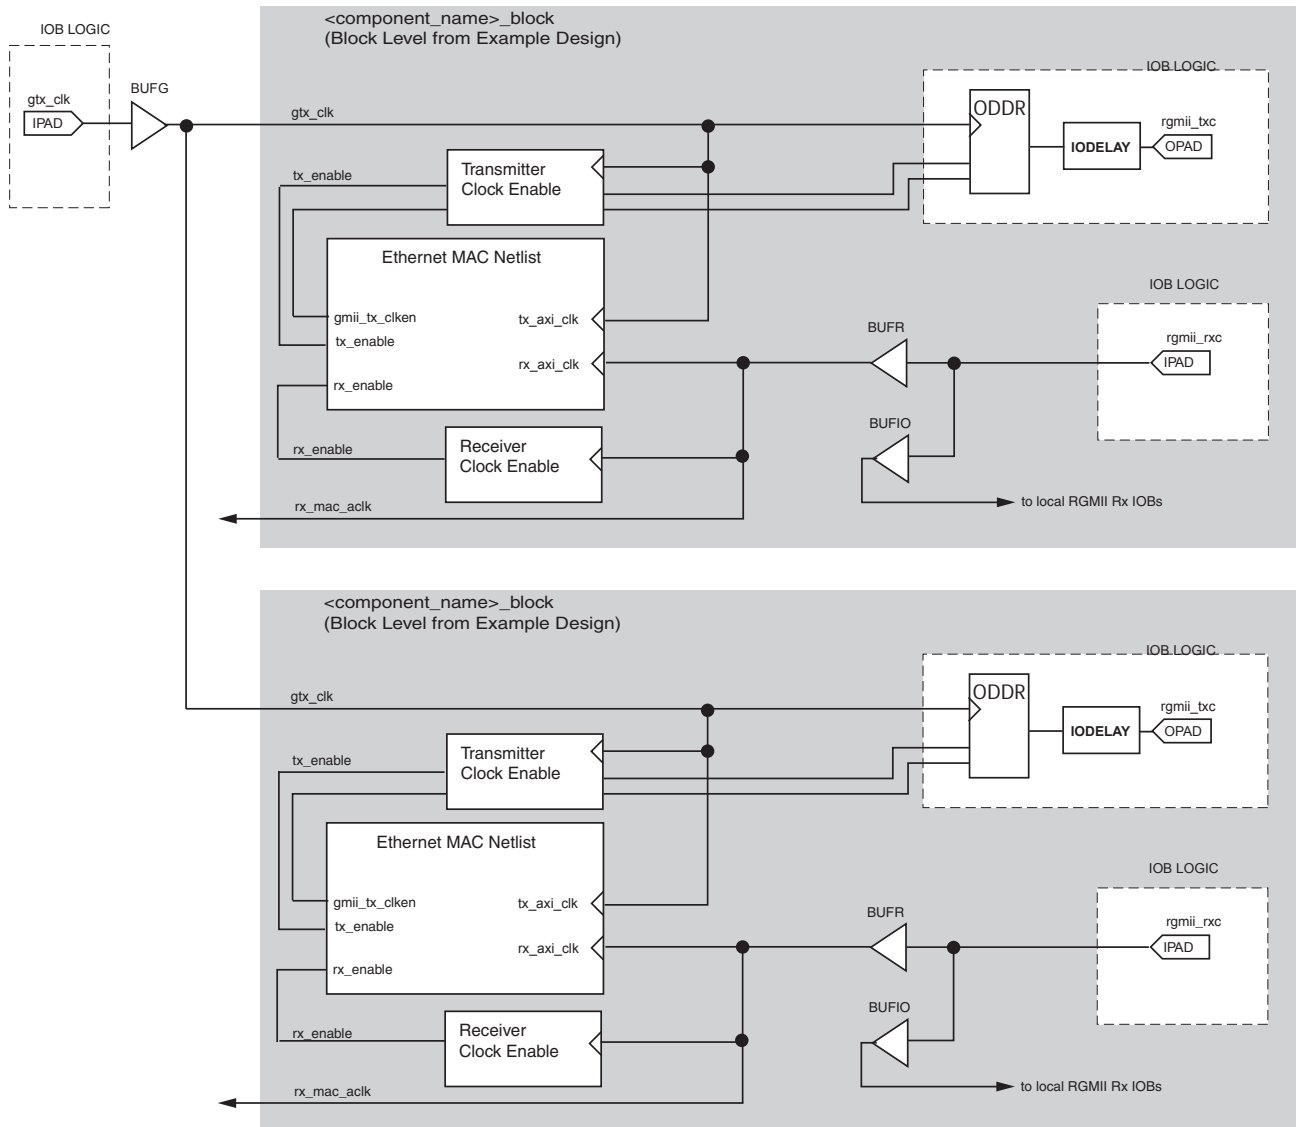 IOB LOGIC
gtx_clk
IPAD
BUFG
<component_name>_block
(Block Level from Example Design)
gtx_clk
IOB LOGIC
ODDR
IODELAY
rgmii_txc
OPAD
tx_enable
Transmitter
Clock Enable
Ethernet MAC Netlist
gmii_tx_clken
tx_enable
rx_enable
tx_axi_clk
rx_axi_clk
BUFR
IOB LOGIC
rgmii_rxc
IPAD
BUFIO
to local RGMII Rx IOBs
rx_enable
Receiver
Clock Enable
rx_mac_aclk
<component_name>_block
(Block Level from Example Design)
gtx_clk
IOB LOGIC
ODDR
IODELAY
rgmii_txc
OPAD
tx_enable
Transmitter
Clock Enable
Ethernet MAC Netlist
gmii_tx_clken
tx_enable
rx_enable
tx_axi_clk
rx_axi_clk
BUFR
IOB LOGIC
rgmii_rxc
IPAD
BUFIO
to local RGMII Rx IOBs
rx_enable
Receiver
Clock Enable
rx_mac_aclk